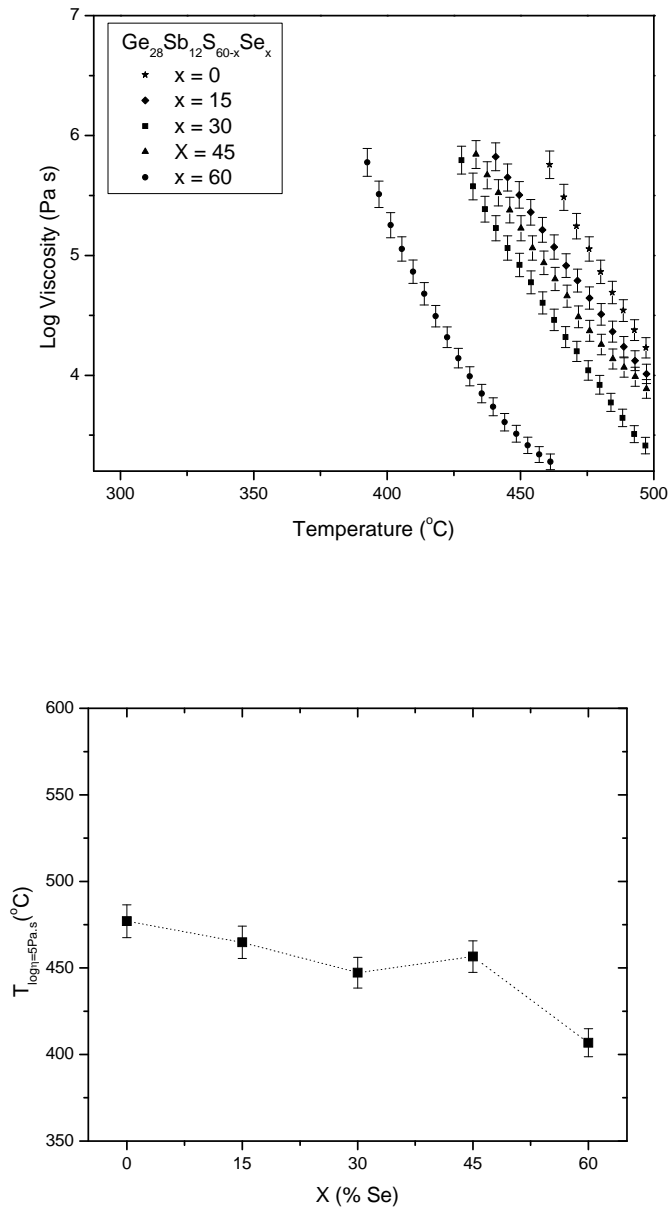 7
6
5
4
Log Viscosity (Pa s)
Ge₂₈Sb₁₂S₆₀₋ₓSeₓ
x = 0
x = 15
x = 30
X = 45
x = 60
300 350 400 450 500
Temperature (°C)
600
550
500
450
400
350
T logη=5Pa.s (°C)
0 15 30 45 60
X (% Se)